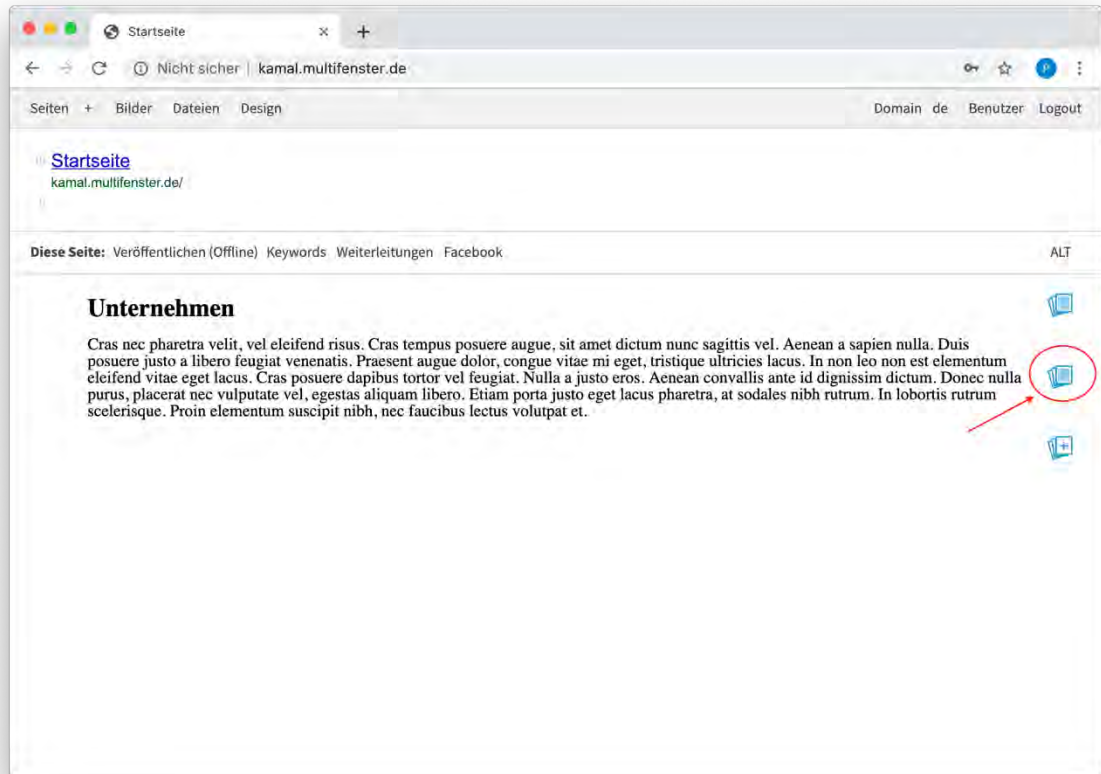 Startseite
Nicht sicher | kamal.multifenster.de
P
Seiten + Bilder Dateien Design Domain de Benutzer Logout
Startseite
kamal.multifenster.de/
Diese Seite: Veröffentlichen (Offline) Keywords Weiterleitungen Facebook ALT
Unternehmen
Cras nec pharetra velit, vel eleifend risus. Cras tempus posuere augue, sit amet dictum nunc sagittis vel. Aenean a sapien nulla. Duis
posuere justo a libero feugiat venenatis. Praesent augue dolor, congue vitae mi eget, tristique ultricies lacus. In non leo non est elementum
eleifend vitae eget lacus. Cras posuere dapibus tortor vel feugiat. Nulla a justo eros. Aenean convallis ante id dignissim dictum. Donec nulla
purus, placerat nec vulputate vel, egestas aliquam libero. Etiam porta justo eget lacus pharetra, at sodales nibh rutrum. In lobortis rutrum
scelerisque. Proin elementum suscipit nibh, nec faucibus lectus volutpat et.